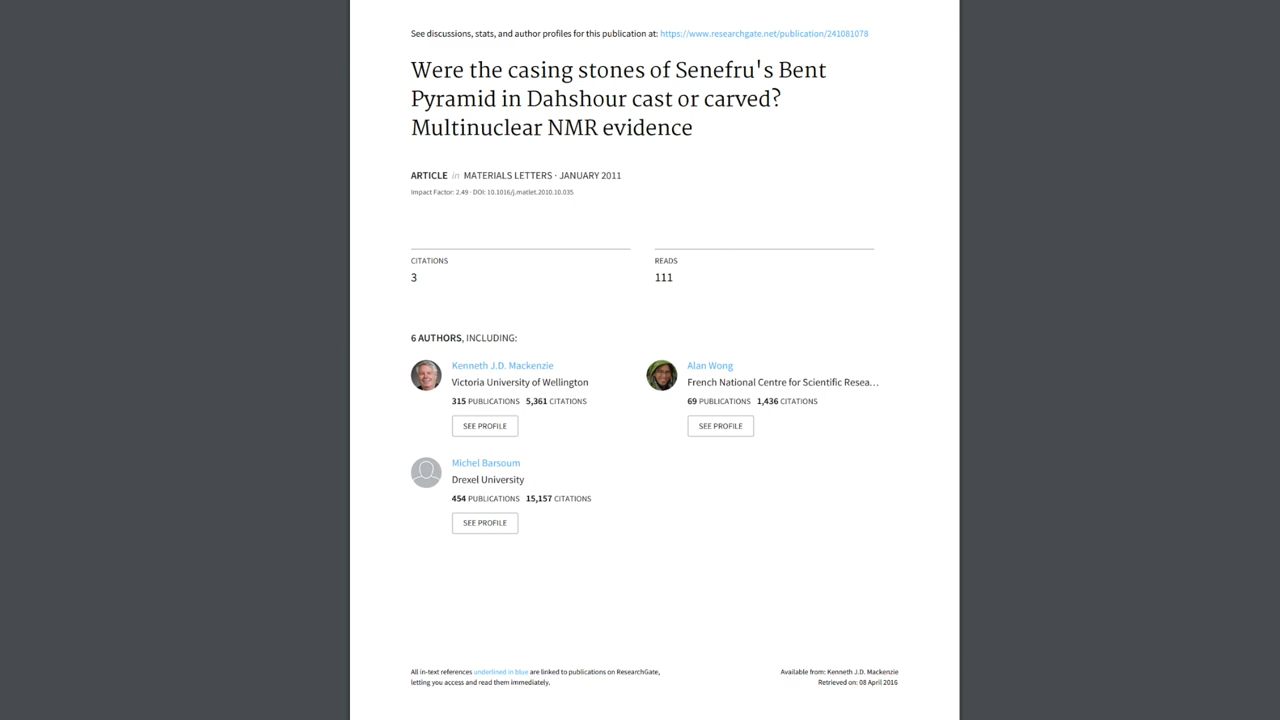 See discussions, stats, and author profiles for this publication at: https://www.researchgate.net/publication/241081078
Were the casing stones of Senefru's Bent
Pyramid in Dahshour cast or carved?
Multinuclear NMR evidence
ARTICLE in MATERIALS LETTERS · JANUARY 2011
Impact Factor: 2.49 · DOI: 10.1016/j.matlet.2010.10.035
CITATIONS
3
READS
111
6 AUTHORS, INCLUDING:
Kenneth J.D. Mackenzie
Victoria University of Wellington
315 PUBLICATIONS 5,361 CITATIONS
SEE PROFILE
Alan Wong
French National Centre for Scientific Resea…
69 PUBLICATIONS 1,436 CITATIONS
SEE PROFILE
Michel Barsoum
Drexel University
454 PUBLICATIONS 15,157 CITATIONS
SEE PROFILE
All in-text references underlined in blue are linked to publications on ResearchGate,
letting you access and read them immediately.
Available from: Kenneth J.D. Mackenzie
Retrieved on: 08 April 2016